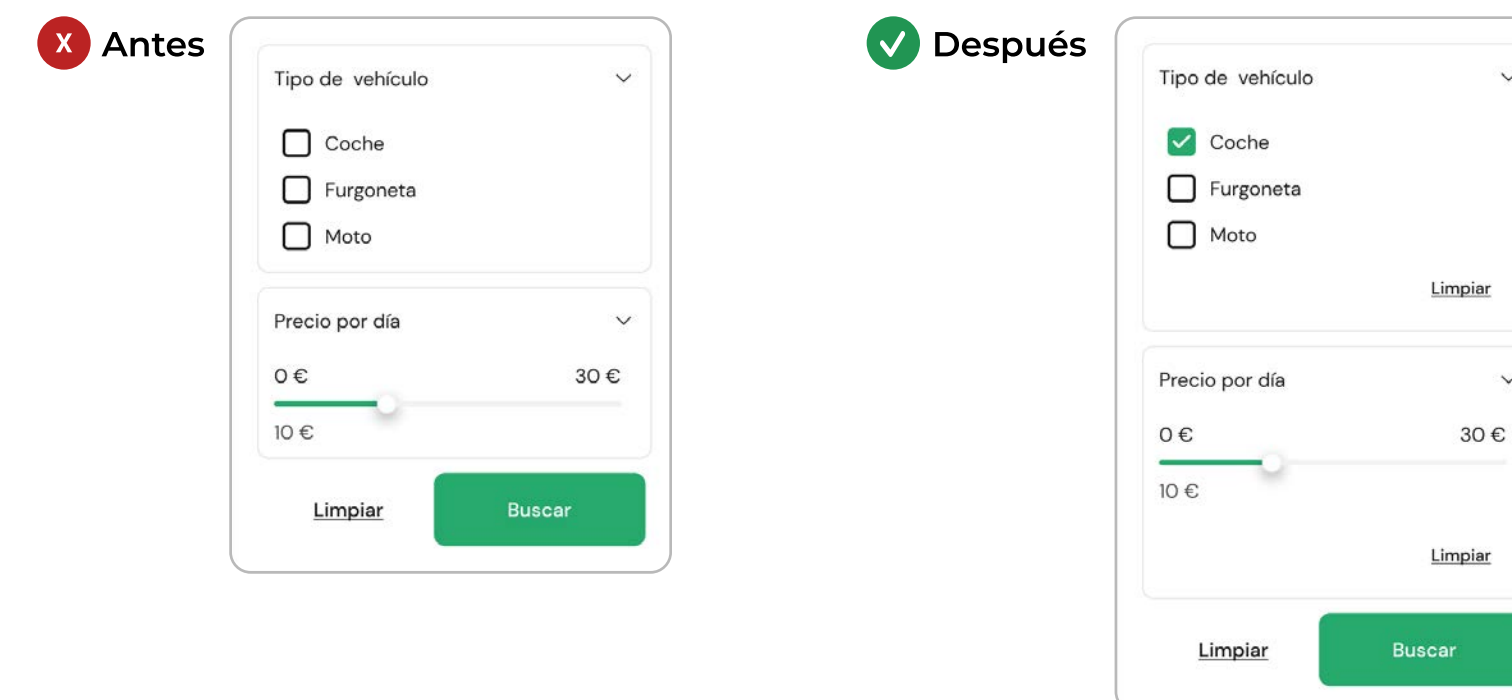 X Antes
Tipo de vehículo
Coche
Furgoneta
Moto
Precio por día
0 € 30 €
10 €
Limpiar Buscar
Después
Tipo de vehículo
Coche
Furgoneta
Moto
Limpiar
Precio por día
0 € 30 €
10 €
Limpiar
Limpiar Buscar